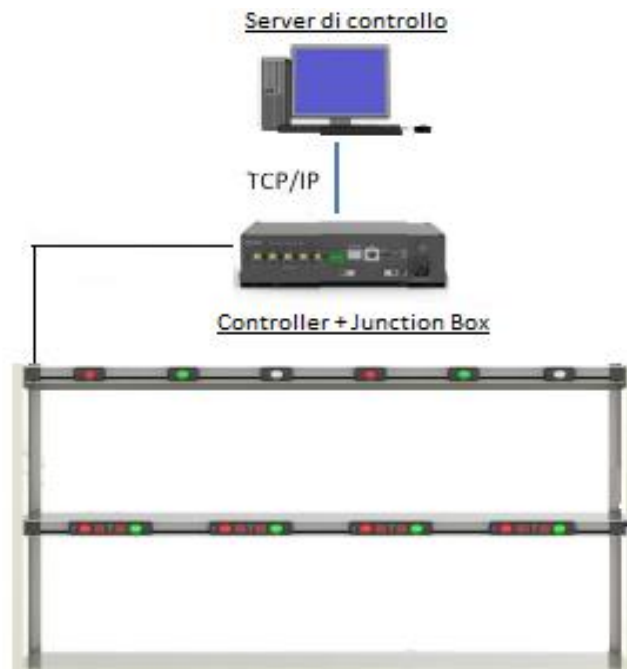 Server di controllo
TCP/IP
Controller + Junction Box